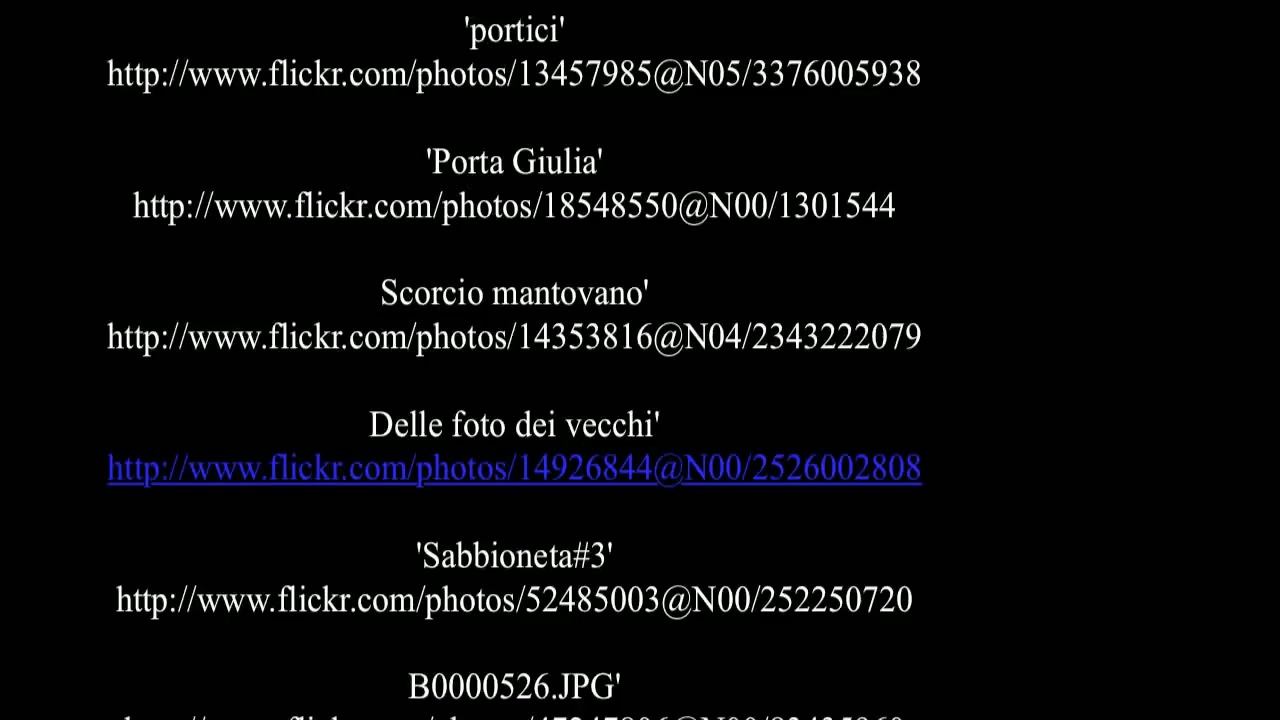 'portici'
http://www.flickr.com/photos/13457985@N05/3376005938
'Porta Giulia'
http://www.flickr.com/photos/18548550@N00/1301544
Scorcio mantovano'
http://www.flickr.com/photos/14353816@N04/2343222079
Delle foto dei vecchi'
http://www.flickr.com/photos/14926844@N00/2526002808
'Sabbioneta#3'
http://www.flickr.com/photos/52485003@N00/252250720
B0000526.JPG'